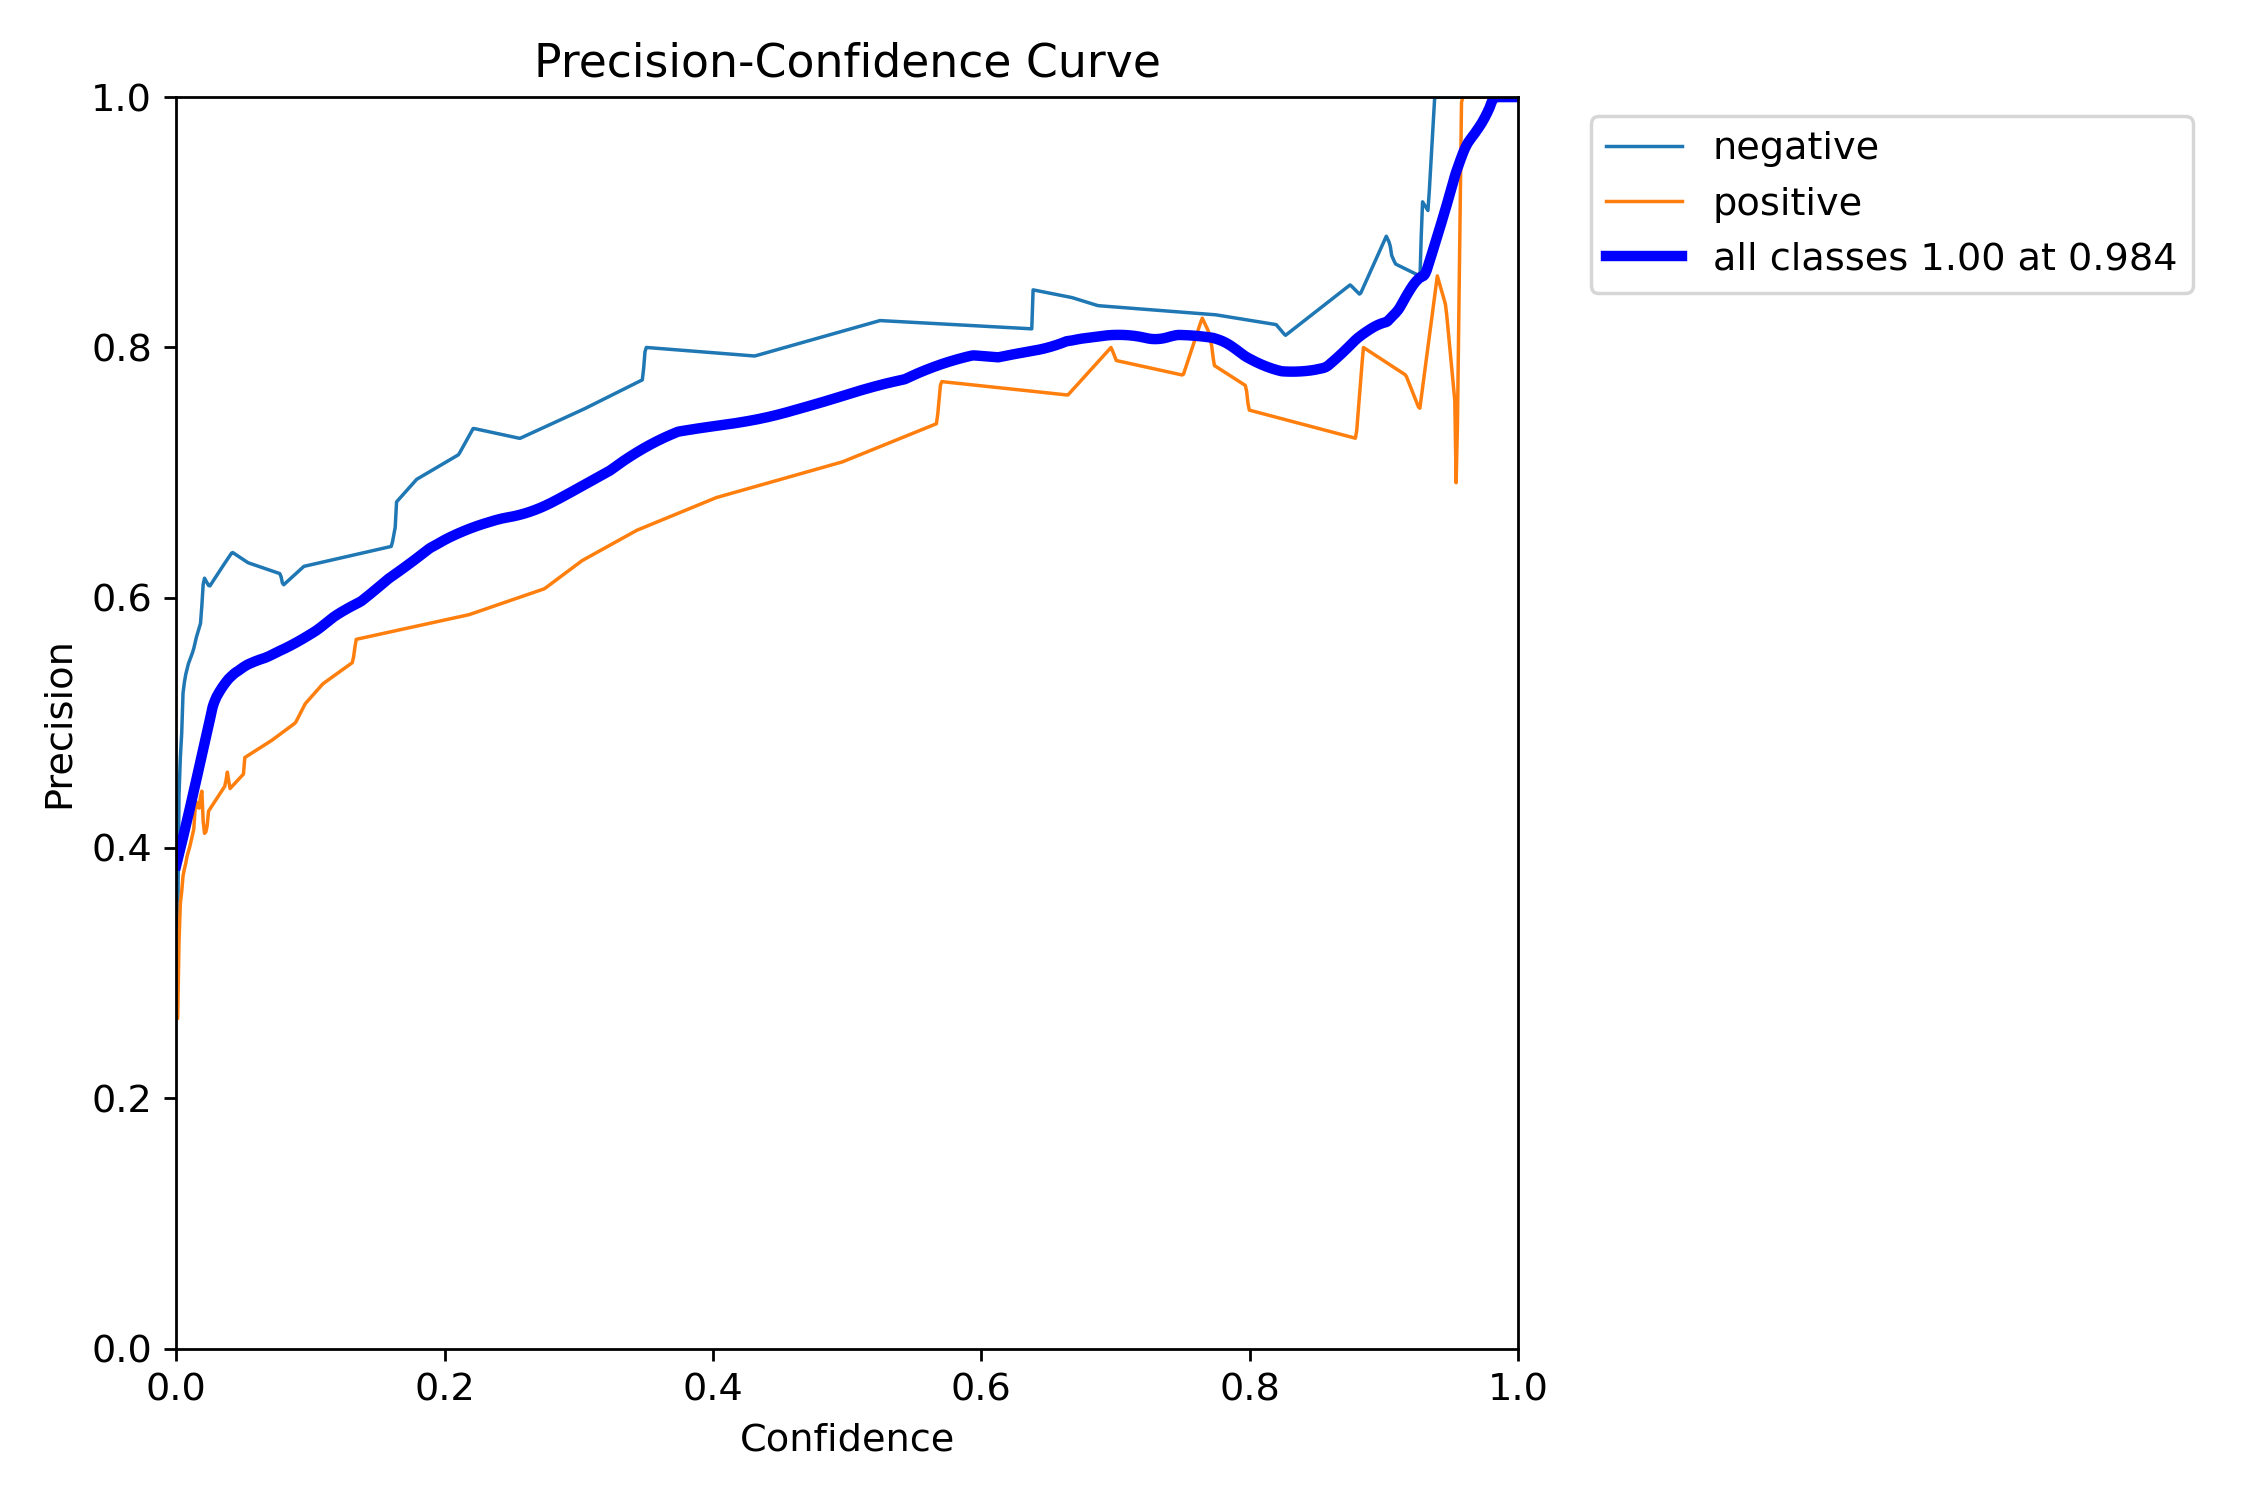 Precision-Confidence Curve
1.0
0.8
0.6
0.4
0.2
0.0
Precision
0.0 0.2 0.4 0.6 0.8 1.0
Confidence
negative
positive
all classes 1.00 at 0.984